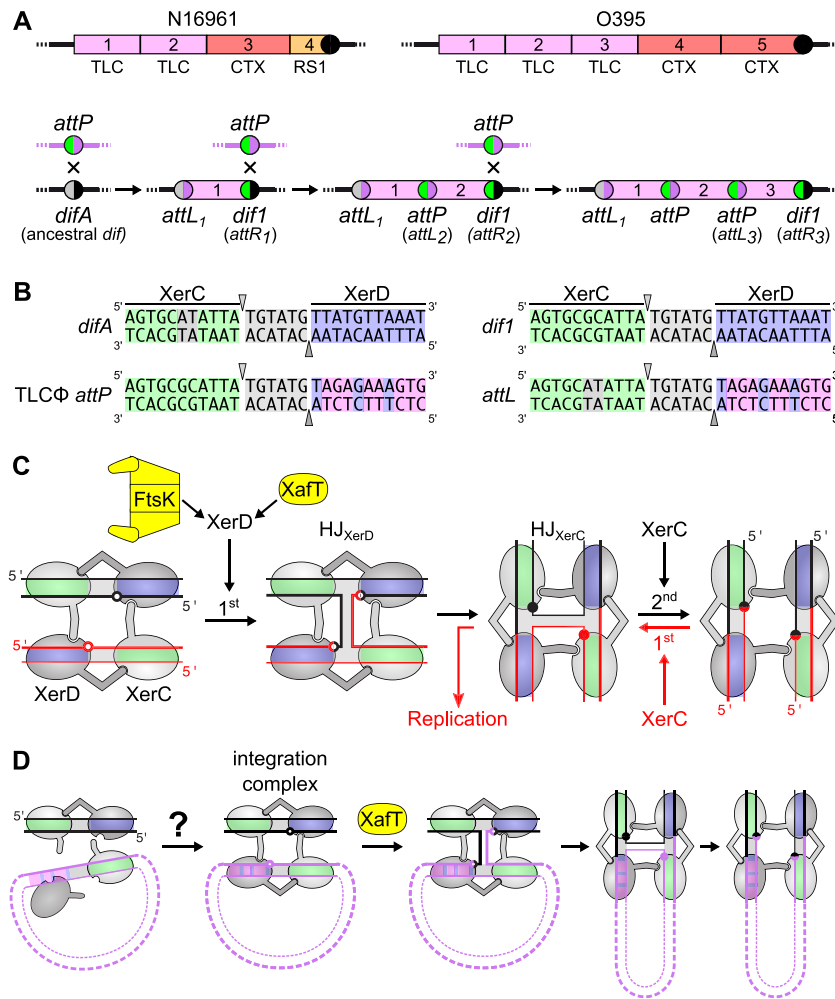 A
N16961
O395
1 2 3 4
1 2 3 4 5
TLC TLC CTX RS1
TLC TLC TLC CTX CTX
attP attP attP
× × ×
1 1 2 1 2 3
difA attL1 dif1 attL1 attP dif1 attL1 attP attP dif1
(ancestral dif) (attR1) (attL2) (attR2) (attL3) (attR3)
B
XerC XerD XerC XerD
5' 3' 5' 3'
difA AGTGCATATTA TGTATG TTATGTTAAAT dif1 AGTGCGCATTA TGTATG TTATGTTAAAT
TCACGTATAAT ACATAC AATACAATTTA TCACGCGTAAT ACATAC AATACAATTTA
3' 5' 3' 5'
5' 3' 5' 3'
TLCΦ attP AGTGCGCATTA TGTATG TAGAGAAAGTG attL AGTGCATATTA TGTATG TAGAGAAAGTG
TCACGCGTAAT ACATAC ATCTCTTTCTC TCACGTATAAT ACATAC ATCTCTTTCTC
3' 5' 3' 5'
C
FtsK XafT
XerD HJXerD HJXerC XerC
5' 5'
1st 2nd
1st
5' 5'
XerD XerC
Replication XerC
5' 5'
D
integration
complex
5' 5'
? XafT